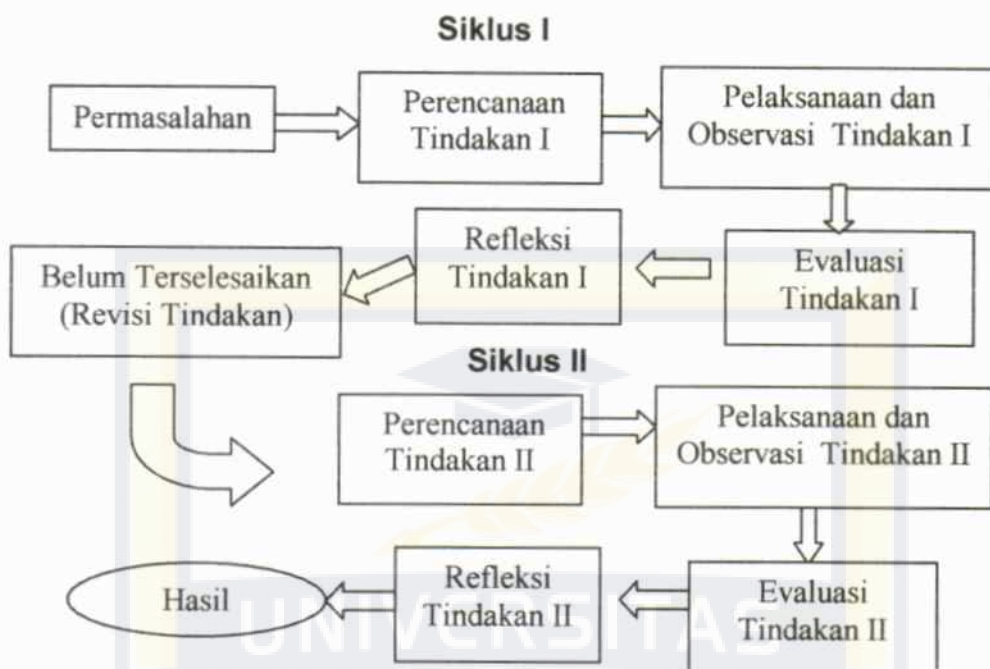 Siklus I
Permasalahan
Perencanaan
Tindakan I
Pelaksanaan dan
Observasi Tindakan I
Evaluasi
Tindakan I
Refleksi
Tindakan I
Belum Terselesaikan
(Revisi Tindakan)
Siklus II
Perencanaan
Tindakan II
Pelaksanaan dan
Observasi Tindakan II
Evaluasi
Tindakan II
Refleksi
Tindakan II
Hasil
UNIVERSITAS